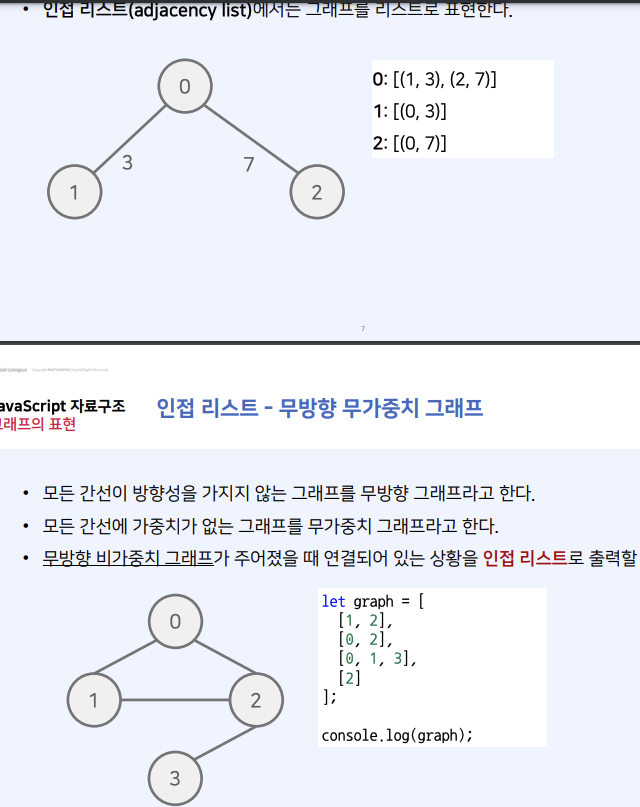 • 인접 리스트(adjacency list)에서는 그래프를 리스트로 표현한다.
0
3
7
1
2
0: [(1, 3), (2, 7)]
1: [(0, 3)]
2: [(0, 7)]
7
avaScript 자료구조
그래프의 표현
인접 리스트 - 무방향 무가중치 그래프
• 모든 간선이 방향성을 가지지 않는 그래프를 무방향 그래프라고 한다.
• 모든 간선에 가중치가 없는 그래프를 무가중치 그래프라고 한다.
• 무방향 비가중치 그래프가 주어졌을 때 연결되어 있는 상황을 인접 리스트로 출력할
0
1
2
3
let graph = [
[1, 2],
[0, 2],
[0, 1, 3],
[2]
];
console.log(graph);